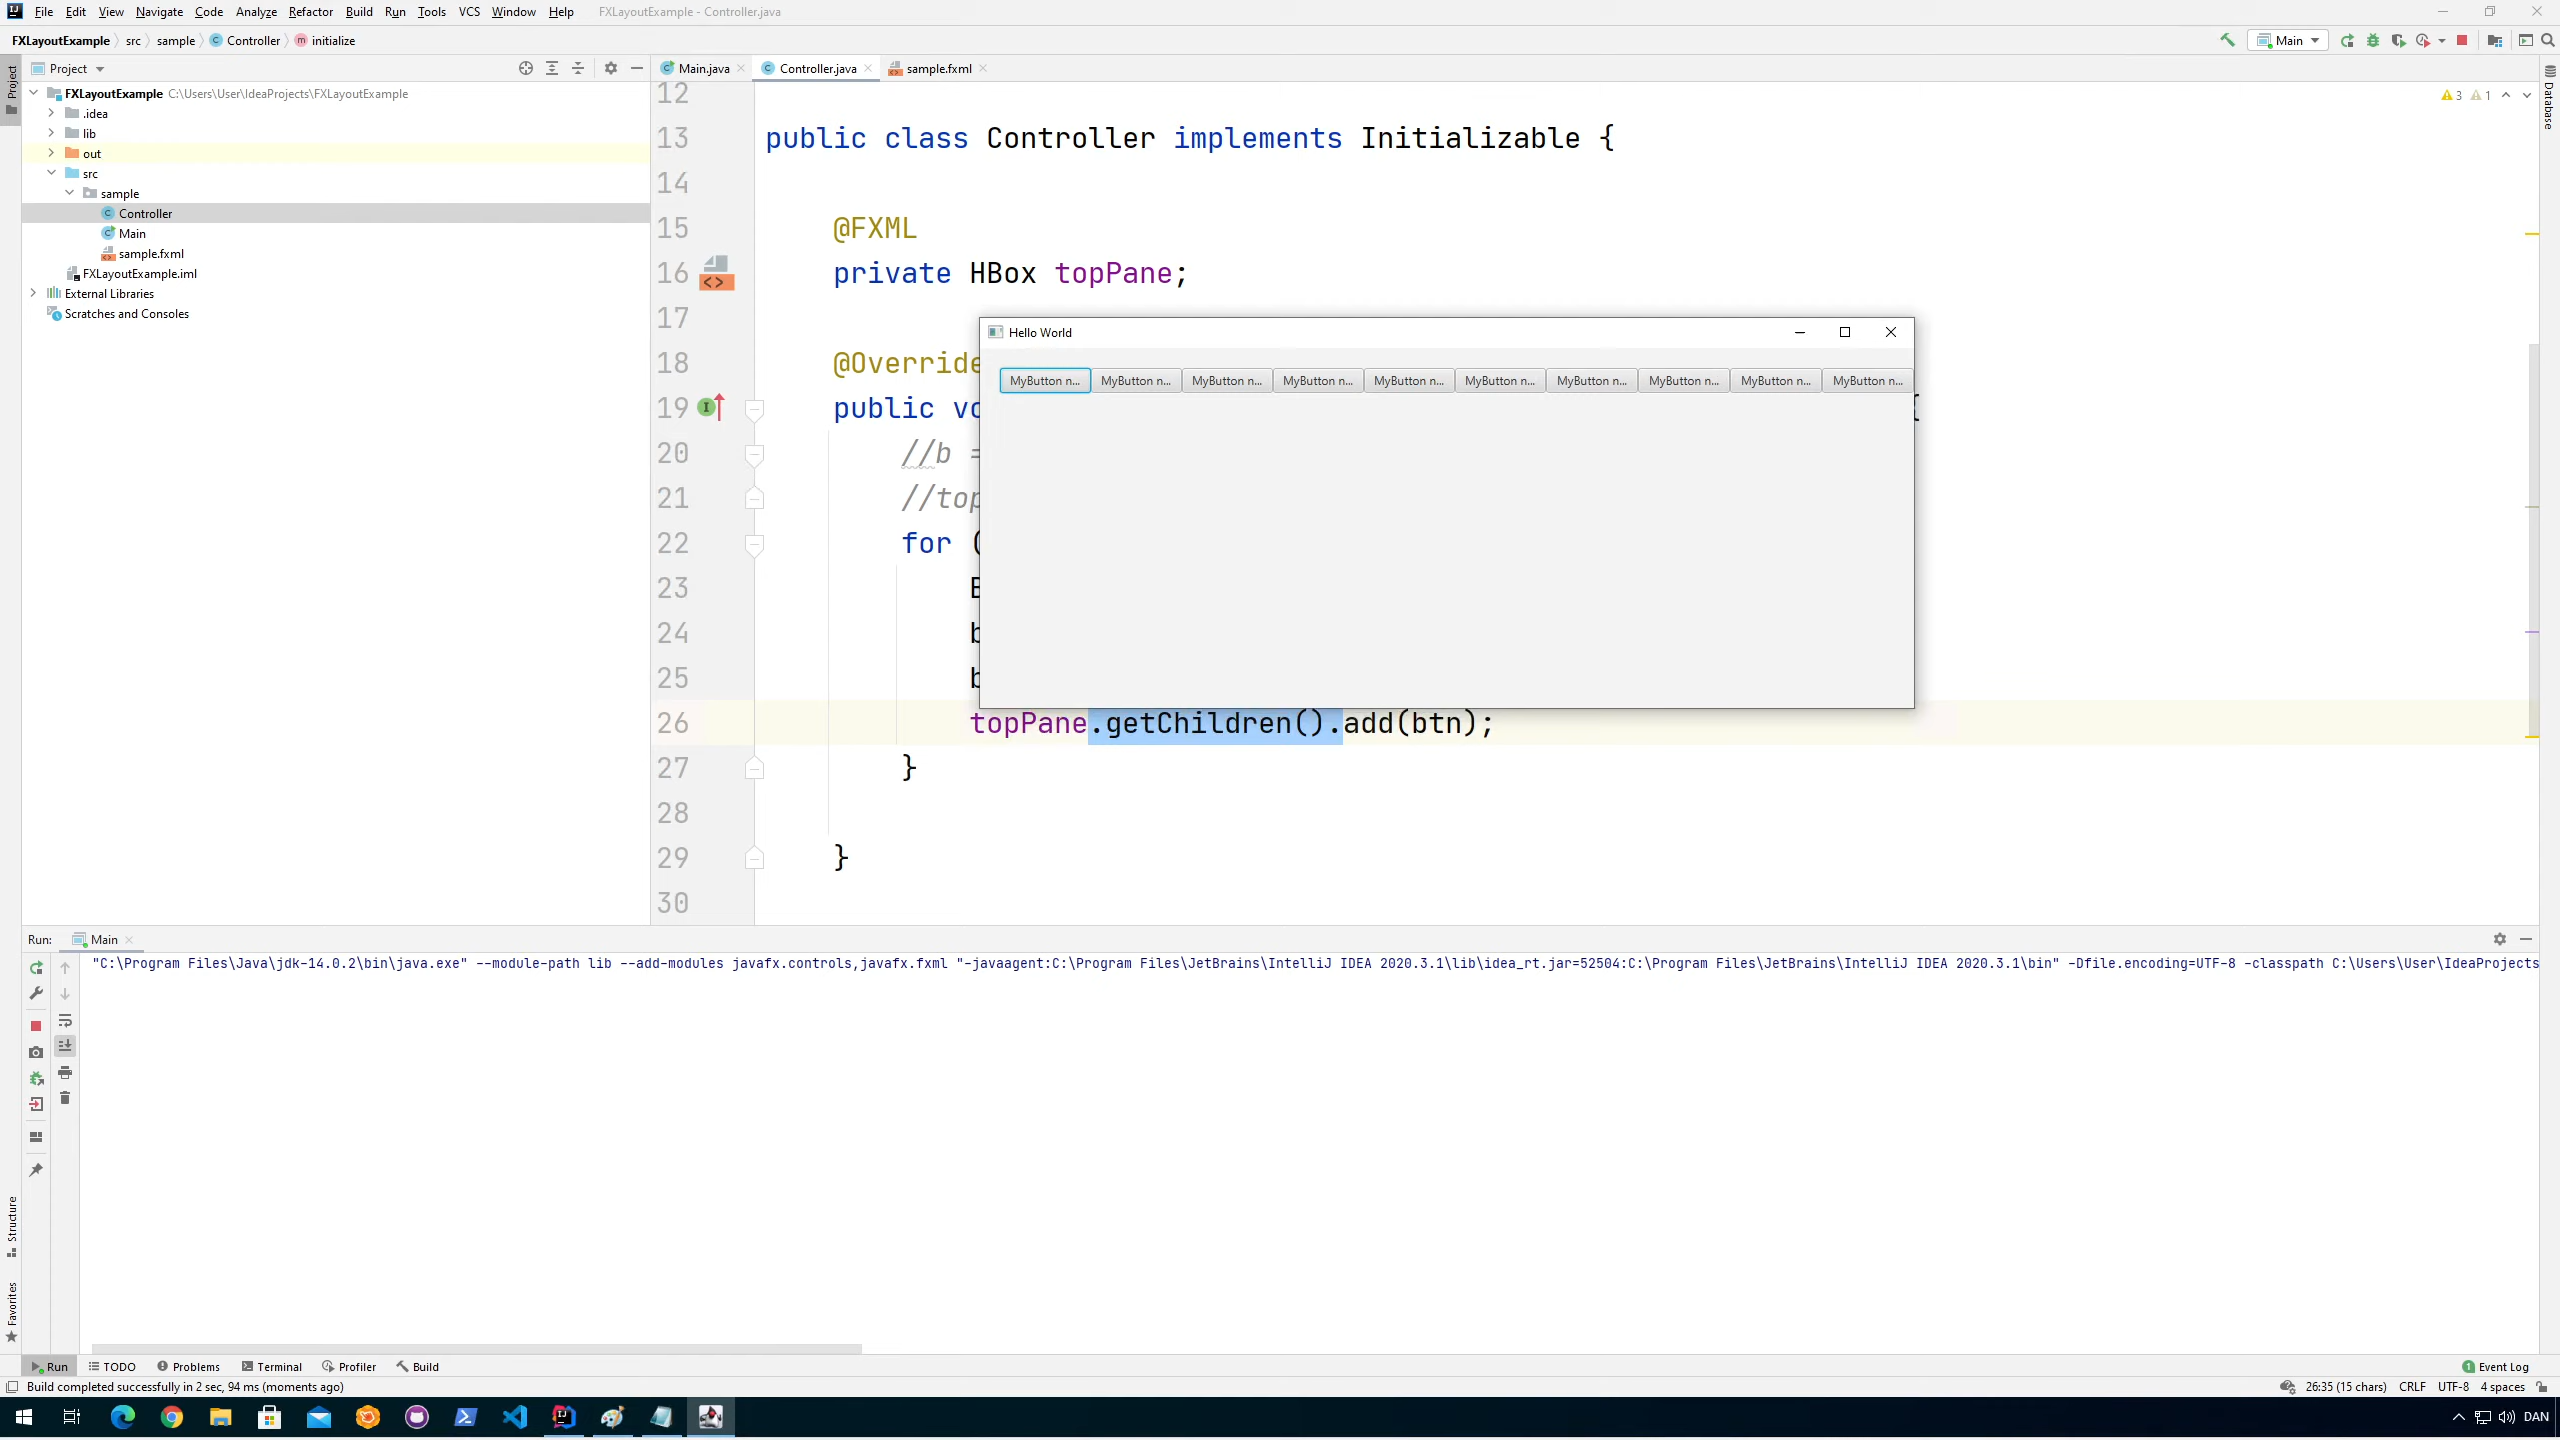 File Edit View Navigate Code Analyze Refactor Build Run Tools VCS Window Help FXLayoutExample - Controller.java
FXLayoutExample src sample Controller initialize
Main
Project
Main.java Controller.java sample.fxml
Project
Database
FXLayoutExample C:\Users\User\IdeaProjects\FXLayoutExample
.idea
lib
out
src
sample
Controller
Main
sample.fxml
FXLayoutExample.iml
External Libraries
Scratches and Consoles
3 1
12
13 public class Controller implements Initializable {
14
15 @FXML
16 private HBox topPane;
17
18 @Override
19 public vo {
20 //b =
21 //top
22 for (
23 B
24 b
25 b
26 topPane.getChildren().add(btn);
27 }
28
29 }
30
Hello World
MyButton n... MyButton n... MyButton n... MyButton n... MyButton n... MyButton n... MyButton n... MyButton n... MyButton n... MyButton n...
Run: Main
"C:\Program Files\Java\jdk-14.0.2\bin\java.exe" --module-path lib --add-modules javafx.controls,javafx.fxml "-javaagent:C:\Program Files\JetBrains\IntelliJ IDEA 2020.3.1\lib\idea_rt.jar=52504:C:\Program Files\JetBrains\IntelliJ IDEA 2020.3.1\bin" -Dfile.encoding=UTF-8 -classpath C:\Users\User\IdeaProjects
Structure
Favorites
Run TODO Problems Terminal Profiler Build 1 Event Log
Build completed successfully in 2 sec, 94 ms (moments ago) 26:35 (15 chars) CRLF UTF-8 4 spaces
DAN